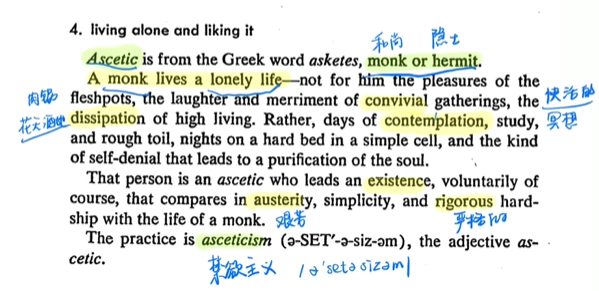 4. living alone and liking it
和尚 隐士
Ascetic is from the Greek word asketes, monk or hermit.
A monk lives a lonely life—not for him the pleasures of the
肉锅 fleshpots, the laughter and merriment of convivial gatherings, the 快活的
花天酒地 dissipation of high living. Rather, days of contemplation, study, 冥想
and rough toil, nights on a hard bed in a simple cell, and the kind
of self-denial that leads to a purification of the soul.
That person is an ascetic who leads an existence, voluntarily of
course, that compares in austerity, simplicity, and rigorous hard-
ship with the life of a monk. 艰苦 严格的
The practice is asceticism (ə-SET′-ə-siz-əm), the adjective as-
cetic.
禁欲主义 /ə'setəsizəm/